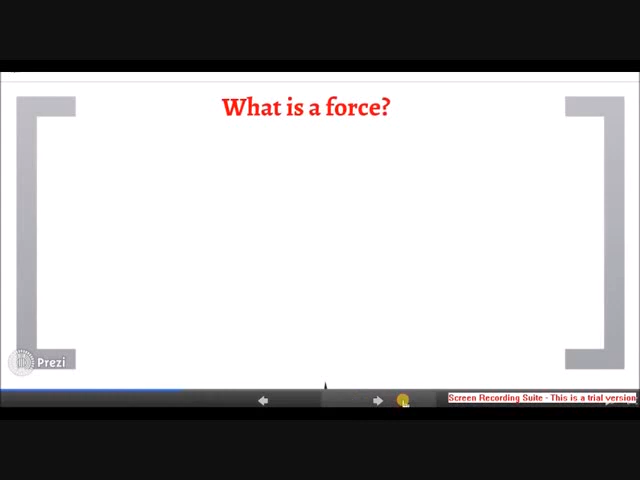 What is a force?
Prezi
Screen Recording Suite - This is a trial version